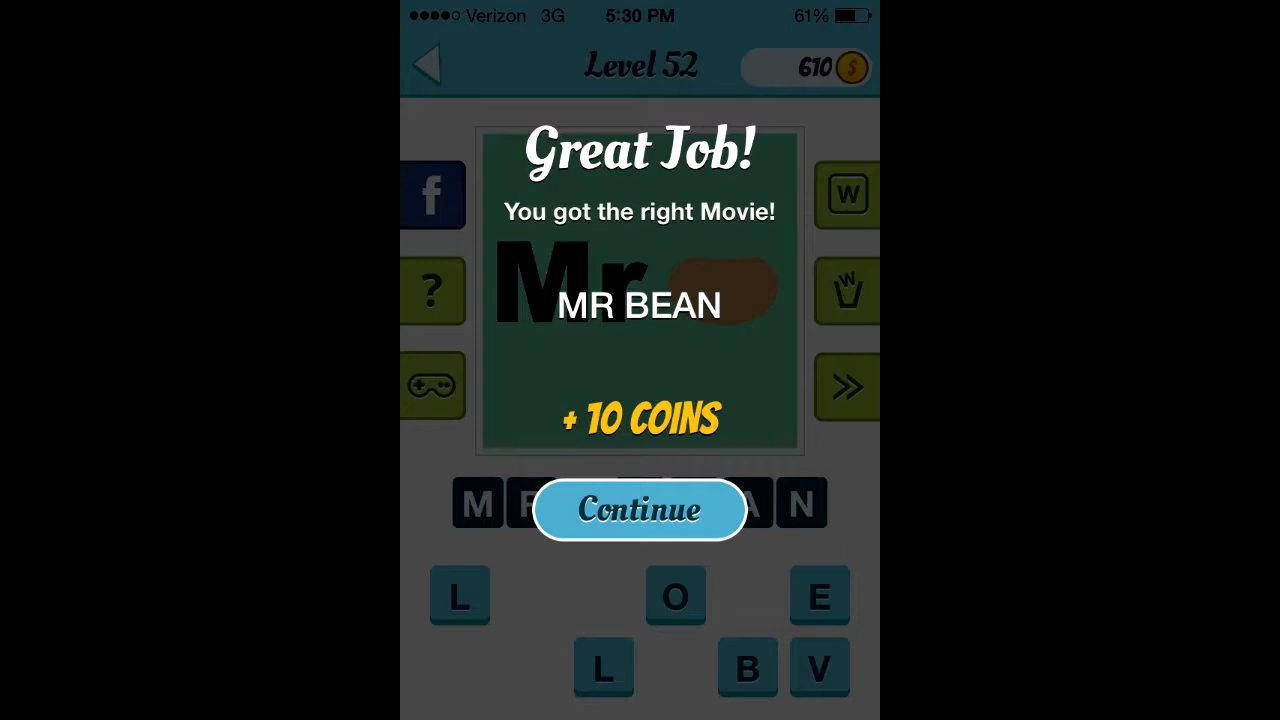 Verizon 3G 5:30 PM 61%
Level 52 610 $
Great Job!
You got the right Movie!
f W
Mr
MR BEAN
? W
+ 10 COINS
M R A N
Continue
L O E
L B V